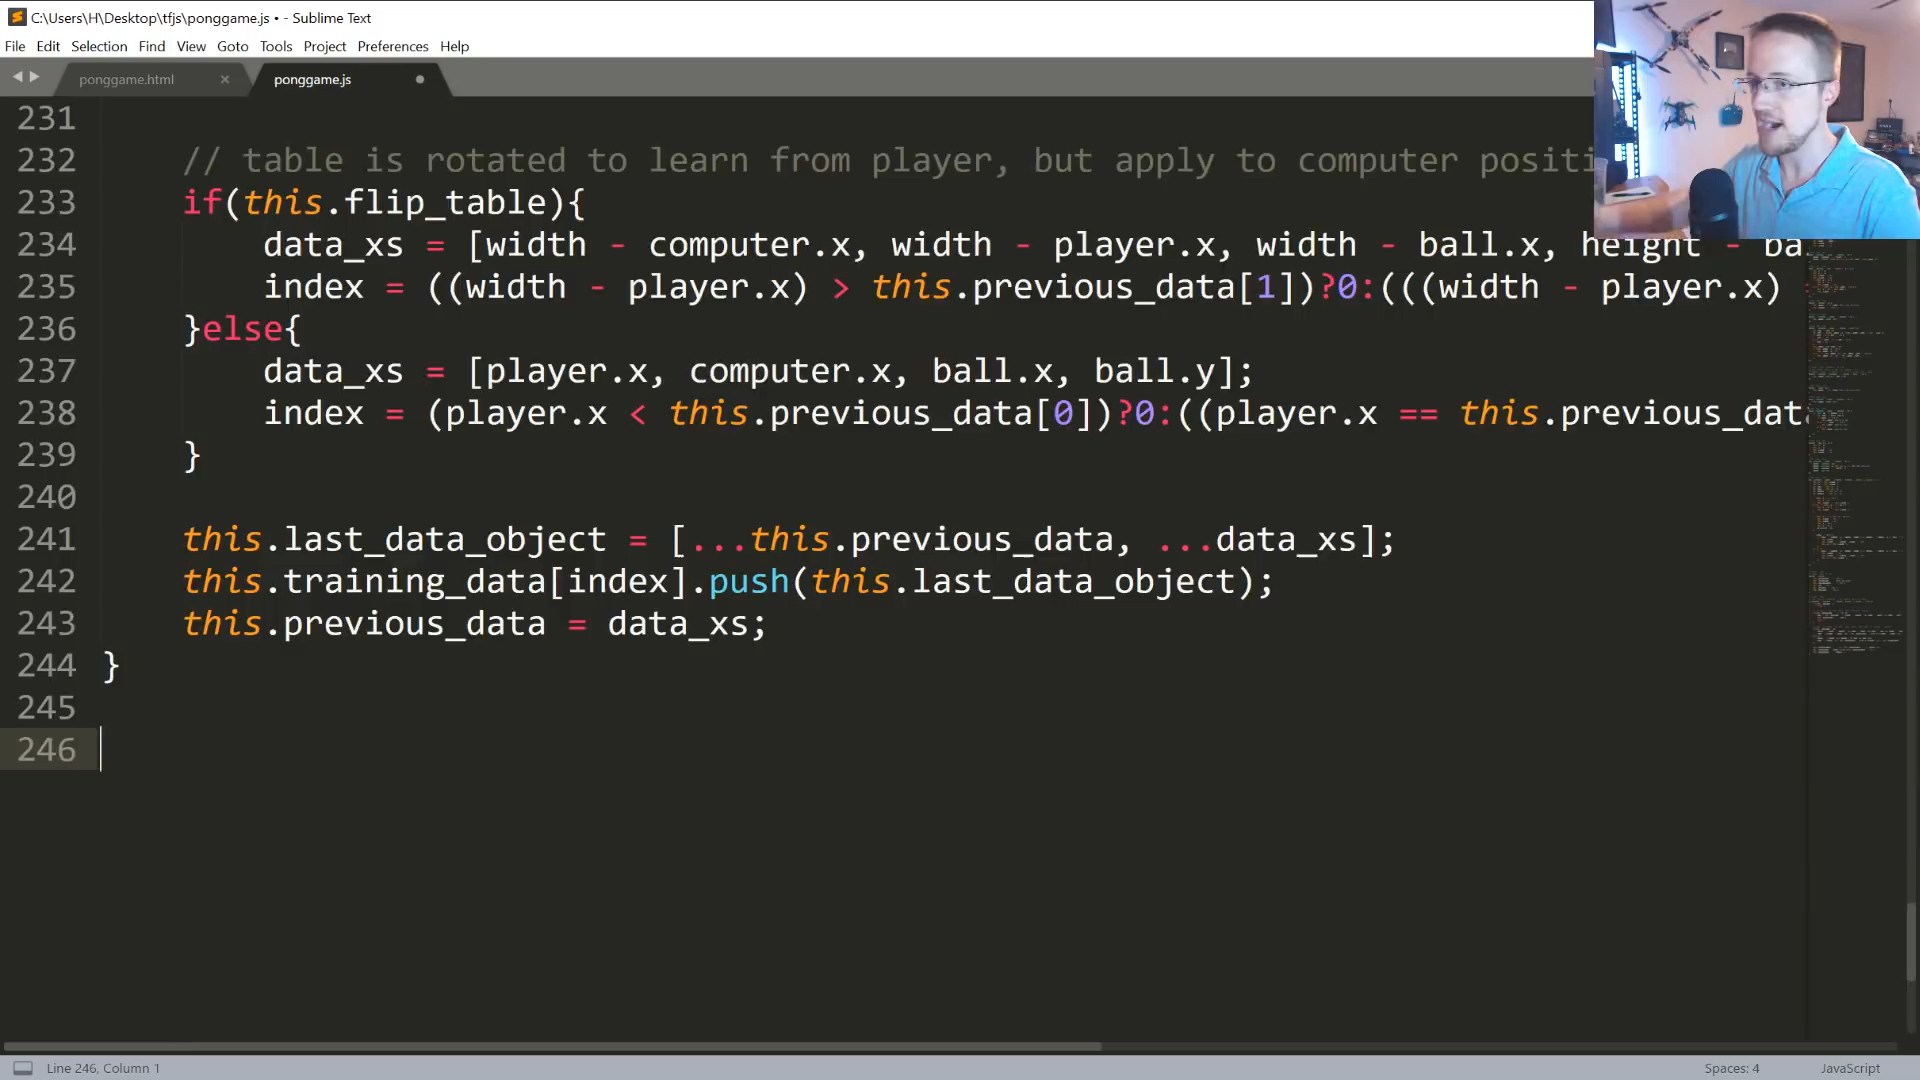 C:\Users\H\Desktop\tfjs\ponggame.js • - Sublime Text
File Edit Selection Find View Goto Tools Project Preferences Help
ponggame.html × ponggame.js
231
232 // table is rotated to learn from player, but apply to computer positi
233 if(this.flip_table){
234 data_xs = [width - computer.x, width - player.x, width - ball.x, height - ba
235 index = ((width - player.x) > this.previous_data[1])?0:(((width - player.x)
236 }else{
237 data_xs = [player.x, computer.x, ball.x, ball.y];
238 index = (player.x < this.previous_data[0])?0:((player.x == this.previous_data
239 }
240
241 this.last_data_object = [...this.previous_data, ...data_xs];
242 this.training_data[index].push(this.last_data_object);
243 this.previous_data = data_xs;
244 }
245
246
Line 246, Column 1 Spaces: 4 JavaScript